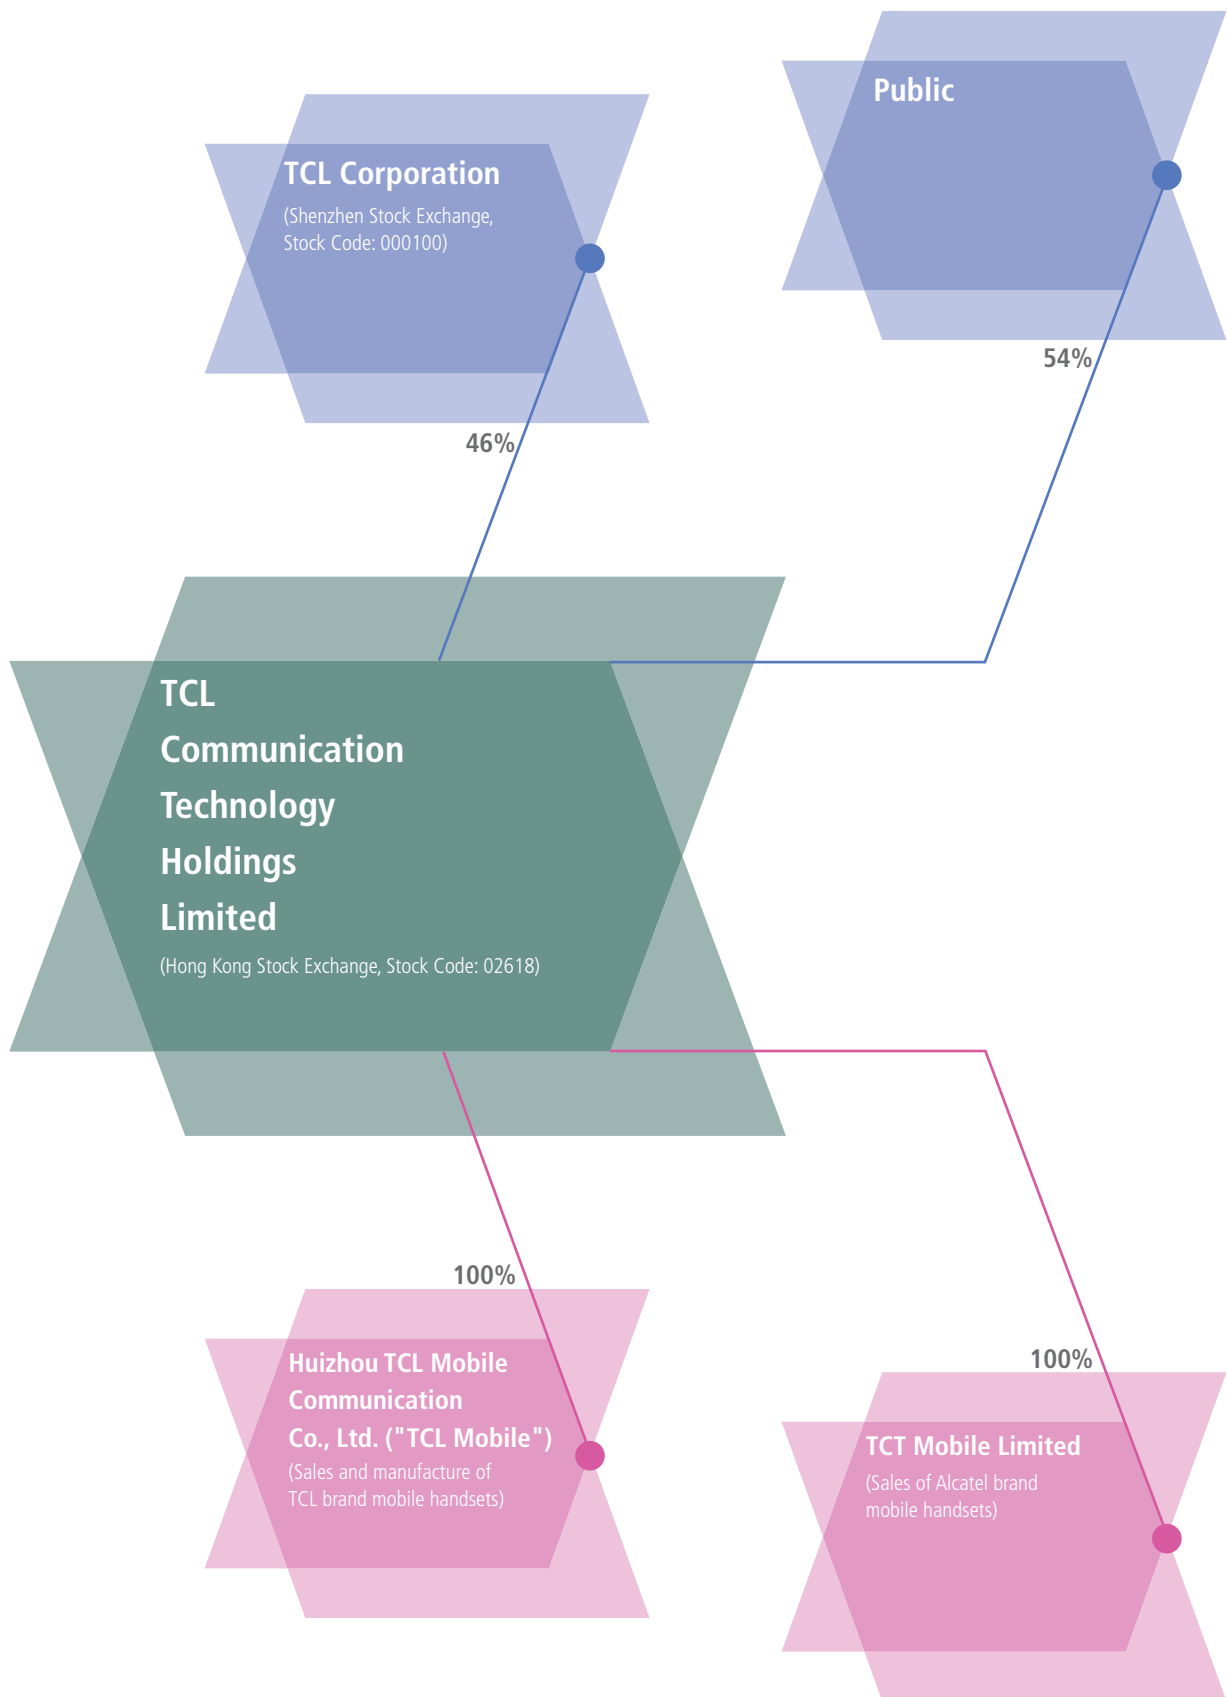 Public
TCL Corporation
(Shenzhen Stock Exchange,
Stock Code: 000100)
54%
46%
TCL
Communication
Technology
Holdings
Limited
(Hong Kong Stock Exchange, Stock Code: 02618)
100%
Huizhou TCL Mobile
Communication
Co., Ltd. ("TCL Mobile")
(Sales and manufacture of
TCL brand mobile handsets)
100%
TCT Mobile Limited
(Sales of Alcatel brand
mobile handsets)